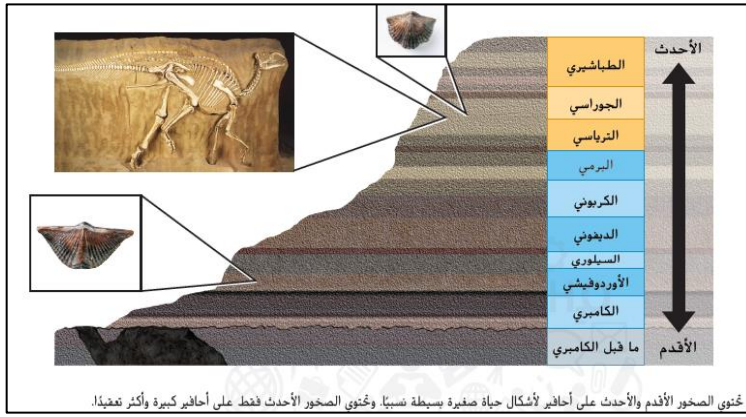 الأحدث
الطباشيري
الجوراسي
الترياسي
البرمي
الكربوني
الديفوني
السيلوري
الأوردوفيشي
الكامبري
ما قبل الكامبري
الأقدم
تحتوي الصخور الأقدم والأحدث على أحافير لأشكال حياة صغيرة بسيطة نسبيًا. وتحتوي الصخور الأحدث فقط على أحافير كبيرة وأكثر تعقيدًا.